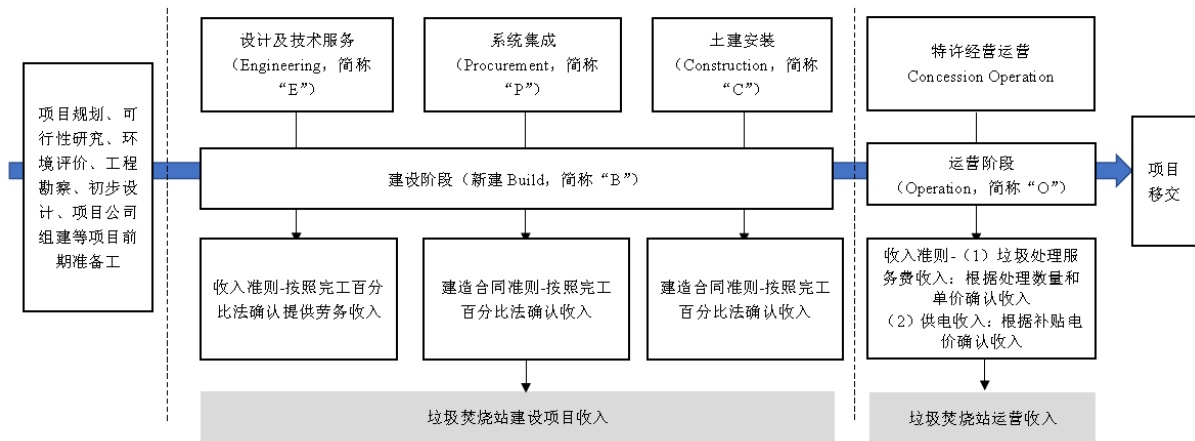 项目规划、可
行性研究、环
境评价、工程
勘察、初步设
计、项目公司
组建等项目前
期准备工
设计及技术服务
（Engineering，简称
“E”）
系统集成
（Procurement，简称
“P”）
土建安装
（Construction，简称
“C”）
特许经营运营
Concession Operation
建设阶段（新建 Build，简称“B”）
运营阶段
（Operation，简称“O”）
项目
移交
收入准则-按照完工百分
比法确认提供劳务收入
建造合同准则-按照完工
百分比法确认收入
建造合同准则-按照完工
百分比法确认收入
收入准则-（1）垃圾处理服
务费收入：根据处理数量和
单价确认收入
（2）供电收入：根据补贴电
价确认收入
垃圾焚烧站建设项目收入
垃圾焚烧站运营收入